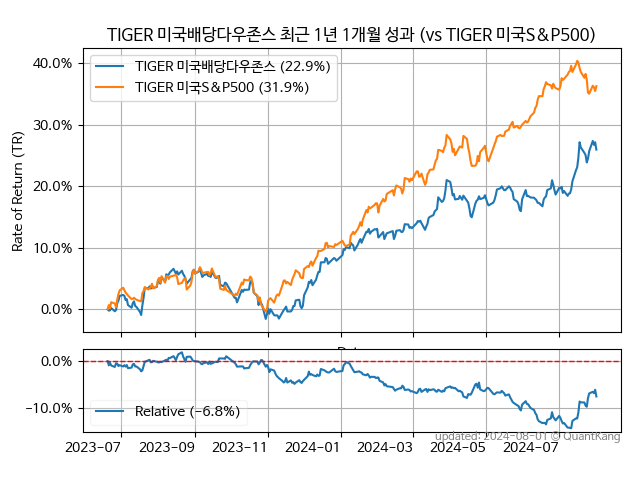 TIGER 미국배당다우존스 최근 1년 1개월 성과 (vs TIGER 미국S&P500)
Rate of Return (TR)
40.0%
30.0%
20.0%
10.0%
0.0%
TIGER 미국배당다우존스 (22.9%)
TIGER 미국S&P500 (31.9%)
0.0%
−10.0%
Relative (−6.8%)
2023-07
2023-09
2023-11
2024-01
2024-03
2024-05
2024-07
updated: 2024-08-01 © QuantKang